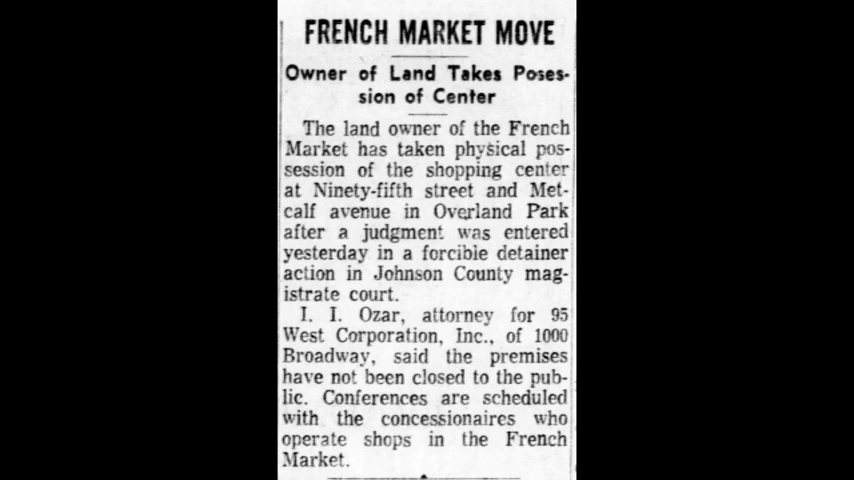 FRENCH MARKET MOVE
Owner of Land Takes Poses-
sion of Center
The land owner of the French
Market has taken physical pos-
session of the shopping center
at Ninety-fifth street and Met-
calf avenue in Overland Park
after a judgment was entered
yesterday in a forcible detainer
action in Johnson County mag-
istrate court.
I. I. Ozar, attorney for 95
West Corporation, Inc., of 1000
Broadway, said the premises
have not been closed to the pub-
lic. Conferences are scheduled
with the concessionaires who
operate shops in the French
Market.